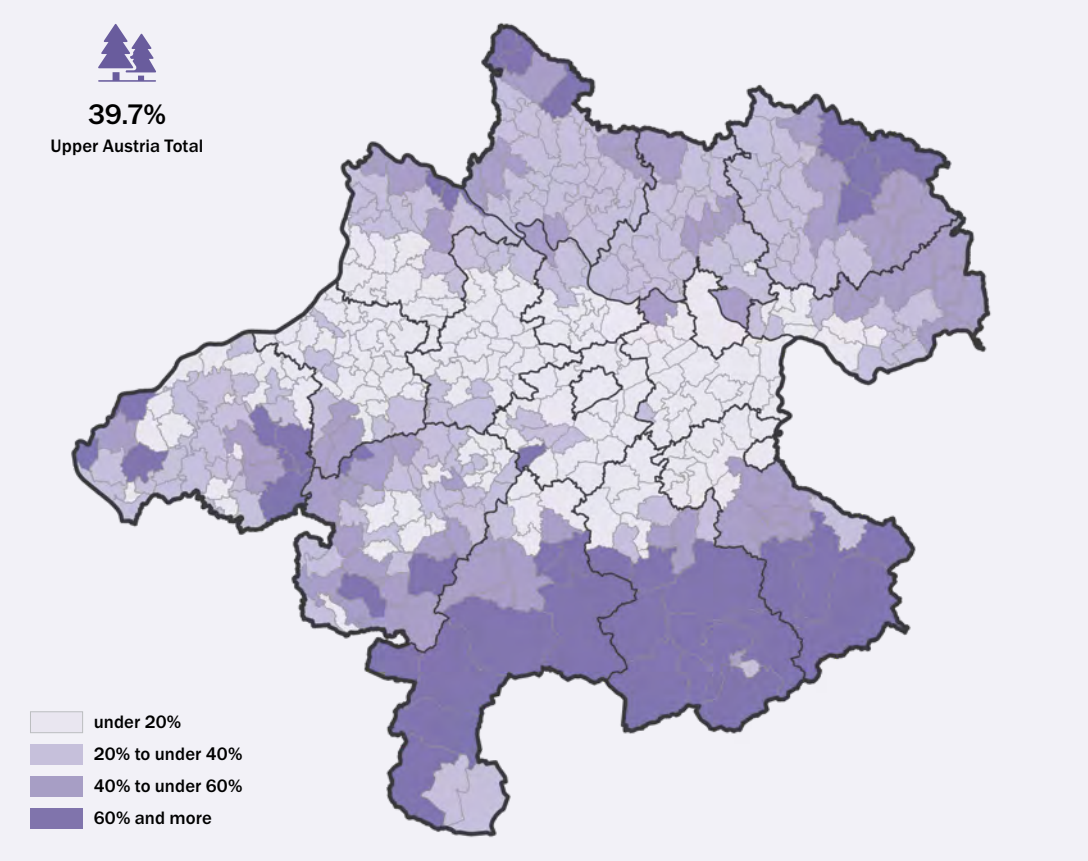 39.7%
Upper Austria Total
under 20%
20% to under 40%
40% to under 60%
60% and more